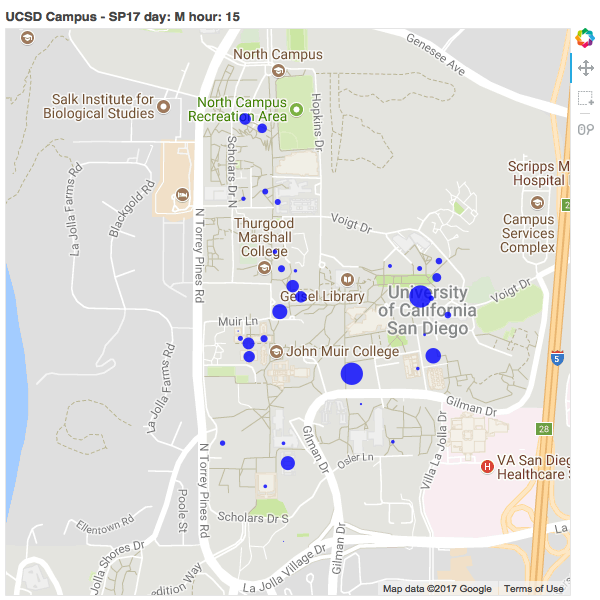 UCSD Campus - SP17 day: M hour: 15
Genesee Ave
North Campus
Salk Institute for
Biological Studies
North Campus
Recreation Area
Hopkins Dr
Scholars Dr N
Scripps M
Hospital
La Jolla Farms Rd
Blackgold Rd
N Torrey Pines Rd
Voigt Dr
Campus
Services
Complex
Thurgood
Marshall
College
Geisel Library
University
of California
San Diego
Voigt Dr
Muir Ln
John Muir College
5
La Jolla Farms Rd
Gilman Dr
28
2
N Torrey Pines Rd
Gilman Dr
Osler Ln
Villa La Jolla Dr
H
VA San Dieg
Healthcare
Poole St
Ellentown Rd
Scholars Dr S
La Jolla Shores Dr
edition Way
La Jolla Village Dr
Gilman Dr
La
Map data ©2017 Google
Terms of Use